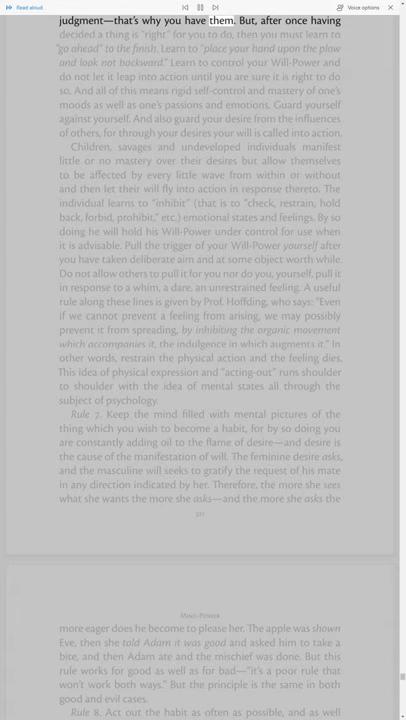 Read aloud
Voice options
judgment—that's why you have them. But, after once having
decided a thing is "right" for you to do, then you must learn to
"go ahead" to the finish. Learn to "place your hand upon the plow
and look not backward." Learn to control your Will-Power and
do not let it leap into action until you are sure it is right to do
so. And all of this means rigid self-control and mastery of one's
moods as well as one's passions and emotions. Guard yourself
against yourself. And also guard your desire from the influences
of others, for through your desires your will is called into action.
Children, savages and undeveloped individuals manifest
little or no mastery over their desires but allow themselves
to be affected by every little wave from within or without
and then let their will fly into action in response thereto. The
individual learns to "inhibit" (that is to "check, restrain, hold
back, forbid, prohibit," etc.) emotional states and feelings. By so
doing he will hold his Will-Power under control for use when
it is advisable. Pull the trigger of your Will-Power yourself after
you have taken deliberate aim and at some object worth while.
Do not allow others to pull it for you nor do you, yourself, pull it
in response to a whim, a dare, an unrestrained feeling. A useful
rule along these lines is given by Prof. Hoffding, who says: "Even
if we cannot prevent a feeling from arising, we may possibly
prevent it from spreading, by inhibiting the organic movement
which accompanies it, the indulgence in which augments it." In
other words, restrain the physical action and the feeling dies.
This idea of physical expression and "acting-out" runs shoulder
to shoulder with the idea of mental states all through the
subject of psychology.
Rule 7. Keep the mind filled with mental pictures of the
thing which you wish to become a habit, for by so doing you
are constantly adding oil to the flame of desire—and desire is
the cause of the manifestation of will. The feminine desire asks,
and the masculine will seeks to gratify the request of his mate
in any direction indicated by her. Therefore, the more she sees
what she wants the more she asks—and the more she asks the
Mind-Power
more eager does he become to please her. The apple was shown
Eve, then she told Adam it was good and asked him to take a
bite, and then Adam ate and the mischief was done. But this
rule works for good as well as for bad—"it's a poor rule that
won't work both ways." But the principle is the same in both
good and evil cases.
Rule 8. Act out the habit as often as possible, and as well